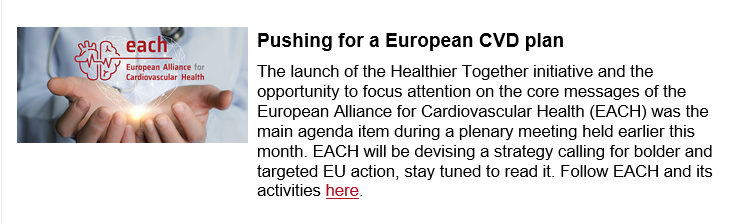 each
European Alliance for
Cardiovascular Health
Pushing for a European CVD plan
The launch of the Healthier Together initiative and the
opportunity to focus attention on the core messages of the
European Alliance for Cardiovascular Health (EACH) was the
main agenda item during a plenary meeting held earlier this
month. EACH will be devising a strategy calling for bolder and
targeted EU action, stay tuned to read it. Follow EACH and its
activities here.